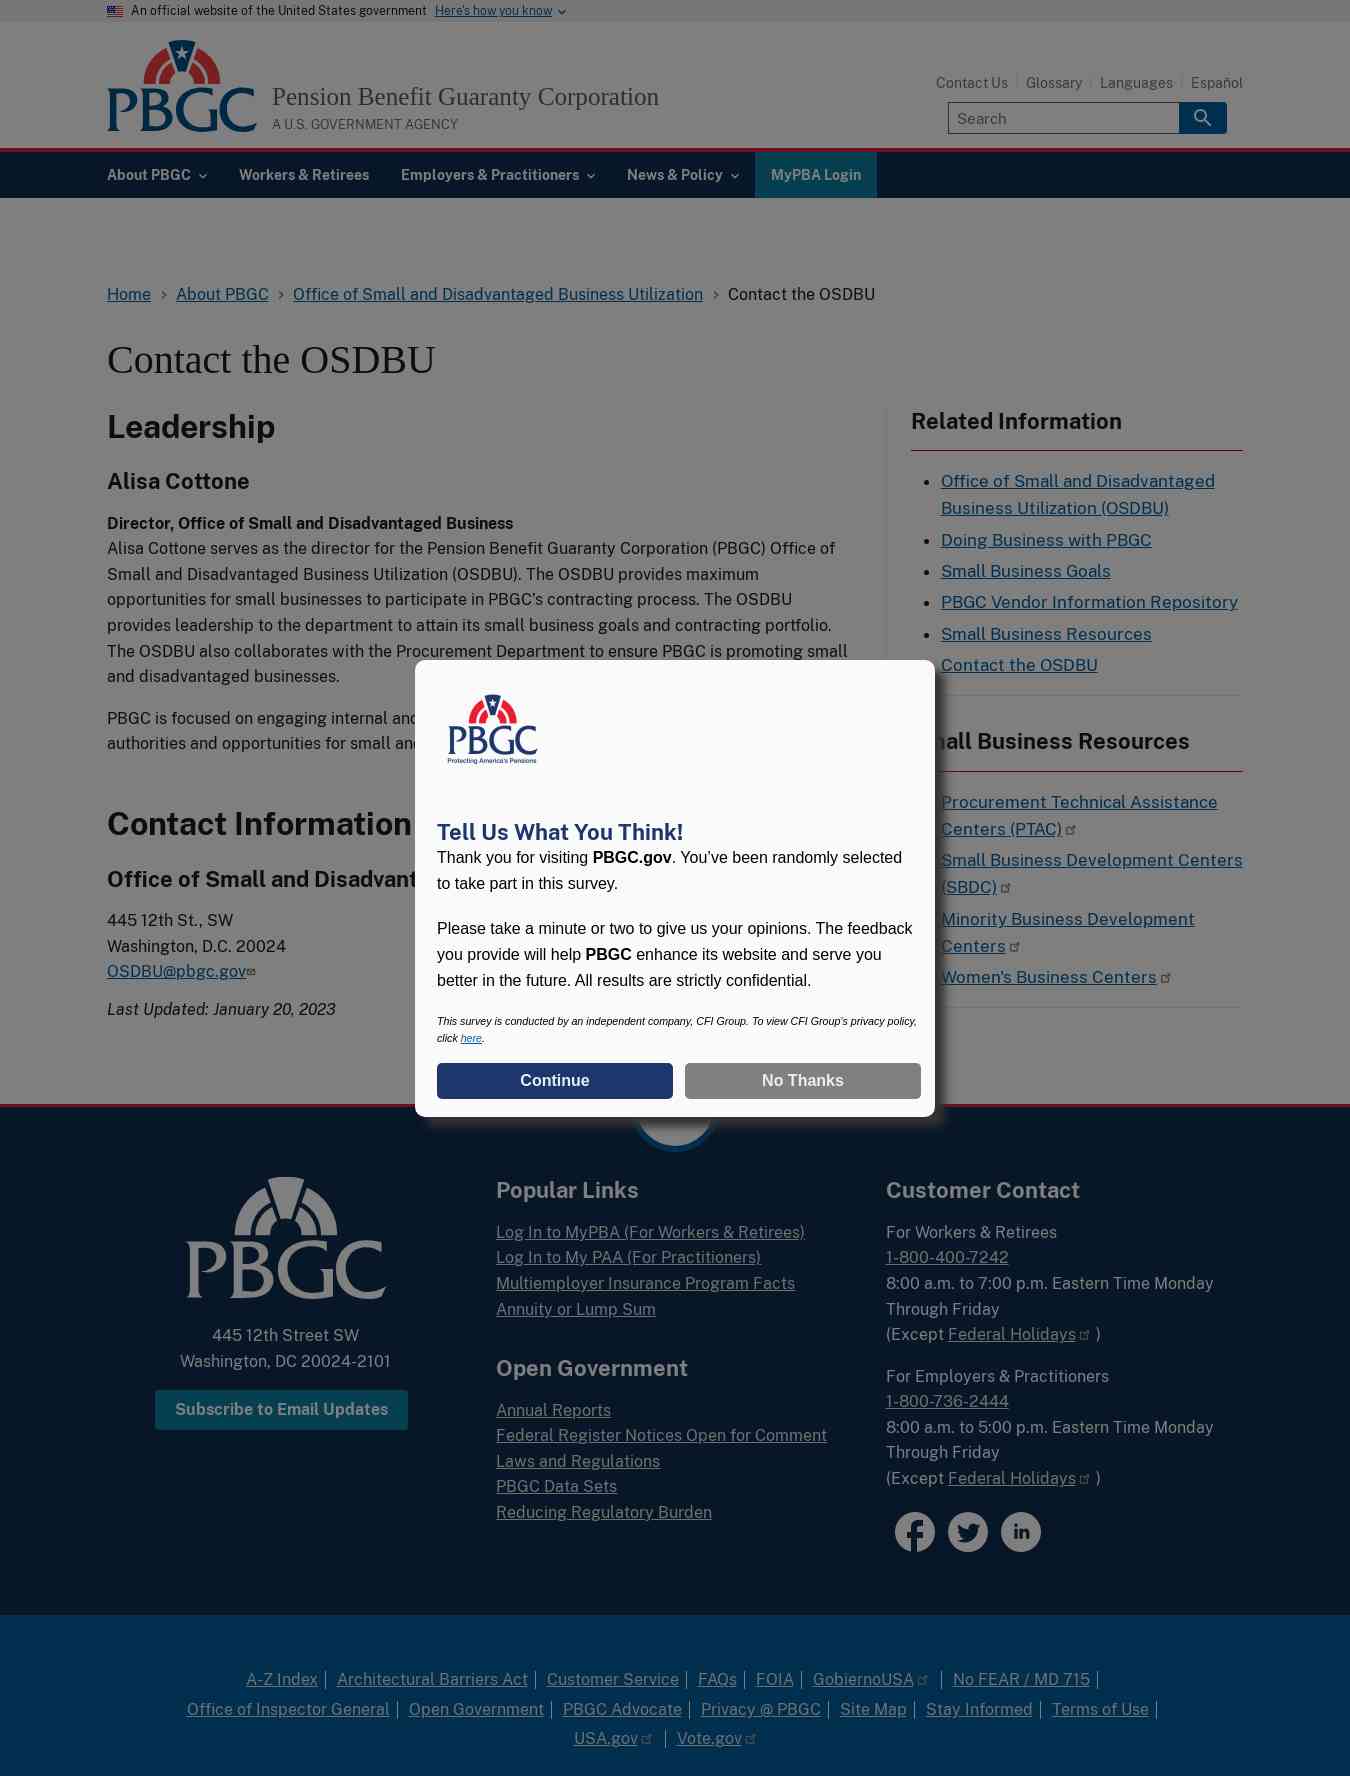 An official website of the United States government Here's how you know
PBGC
Pension Benefit Guaranty Corporation
A U.S. GOVERNMENT AGENCY
Contact Us
Glossary
Languages
Español
Search
About PBGC
Workers & Retirees
Employers & Practitioners
News & Policy
MyPBA Login
Home
About PBGC
Office of Small and Disadvantaged Business Utilization
Contact the OSDBU
Contact the OSDBU
Leadership
Alisa Cottone
Director, Office of Small and Disadvantaged Business
Alisa Cottone serves as the director for the Pension Benefit Guaranty Corporation (PBGC) Office of
Small and Disadvantaged Business Utilization (OSDBU). The OSDBU provides maximum
opportunities for small businesses to participate in PBGC's contracting process. The OSDBU
provides leadership to the department to attain its small business goals and contracting portfolio.
The OSDBU also collaborates with the Procurement Department to ensure PBGC is promoting small
and disadvantaged businesses.
PBGC is focused on engaging internal and
authorities and opportunities for small and
Contact Information
Office of Small and Disadvant
445 12th St., SW
Washington, D.C. 20024
OSDBU@pbgc.gov
Last Updated: January 20, 2023
Related Information
Office of Small and Disadvantaged
Business Utilization (OSDBU)
Doing Business with PBGC
Small Business Goals
PBGC Vendor Information Repository
Small Business Resources
Contact the OSDBU
mall Business Resources
Procurement Technical Assistance
Centers (PTAC)
Small Business Development Centers
(SBDC)
Minority Business Development
Centers
Women's Business Centers
PBGC
Protecting America's Pensions
Tell Us What You Think!
Thank you for visiting PBGC.gov. You've been randomly selected
to take part in this survey.
Please take a minute or two to give us your opinions. The feedback
you provide will help PBGC enhance its website and serve you
better in the future. All results are strictly confidential.
This survey is conducted by an independent company, CFI Group. To view CFI Group's privacy policy,
click here.
Continue
No Thanks
PBGC
445 12th Street SW
Washington, DC 20024-2101
Subscribe to Email Updates
Popular Links
Log In to MyPBA (For Workers & Retirees)
Log In to My PAA (For Practitioners)
Multiemployer Insurance Program Facts
Annuity or Lump Sum
Open Government
Annual Reports
Federal Register Notices Open for Comment
Laws and Regulations
PBGC Data Sets
Reducing Regulatory Burden
Customer Contact
For Workers & Retirees
1-800-400-7242
8:00 a.m. to 7:00 p.m. Eastern Time Monday
Through Friday
(Except Federal Holidays )
For Employers & Practitioners
1-800-736-2444
8:00 a.m. to 5:00 p.m. Eastern Time Monday
Through Friday
(Except Federal Holidays )
in
A-Z Index | Architectural Barriers Act | Customer Service | FAQs | FOIA | GobiernoUSA | No FEAR / MD 715 |
Office of Inspector General | Open Government | PBGC Advocate | Privacy @ PBGC | Site Map | Stay Informed | Terms of Use |
USA.gov | Vote.gov